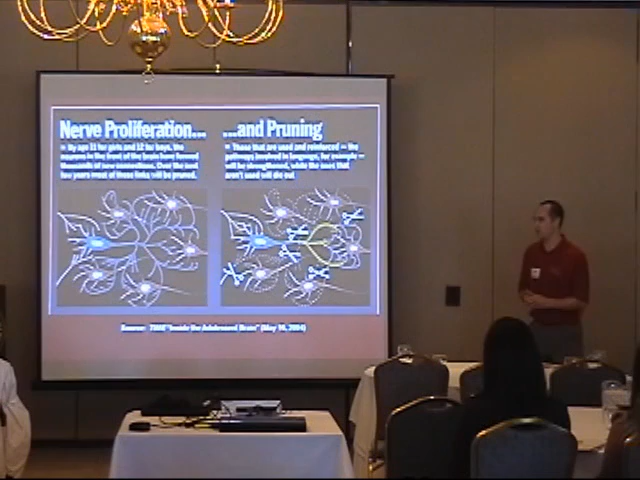 Nerve Proliferation...
By age 11 for girls and 12 for boys, the
neurons in the front of the brain have formed
thousands of new connections. Over the next
few years most of these links will be pruned.
...and Pruning
Those that are used and reinforced — the
pathways involved in language, for example —
will be strengthened, while the ones that
aren't used will die out
Source: TIME "Inside the Adolescent Brain" (May 10, 2004)